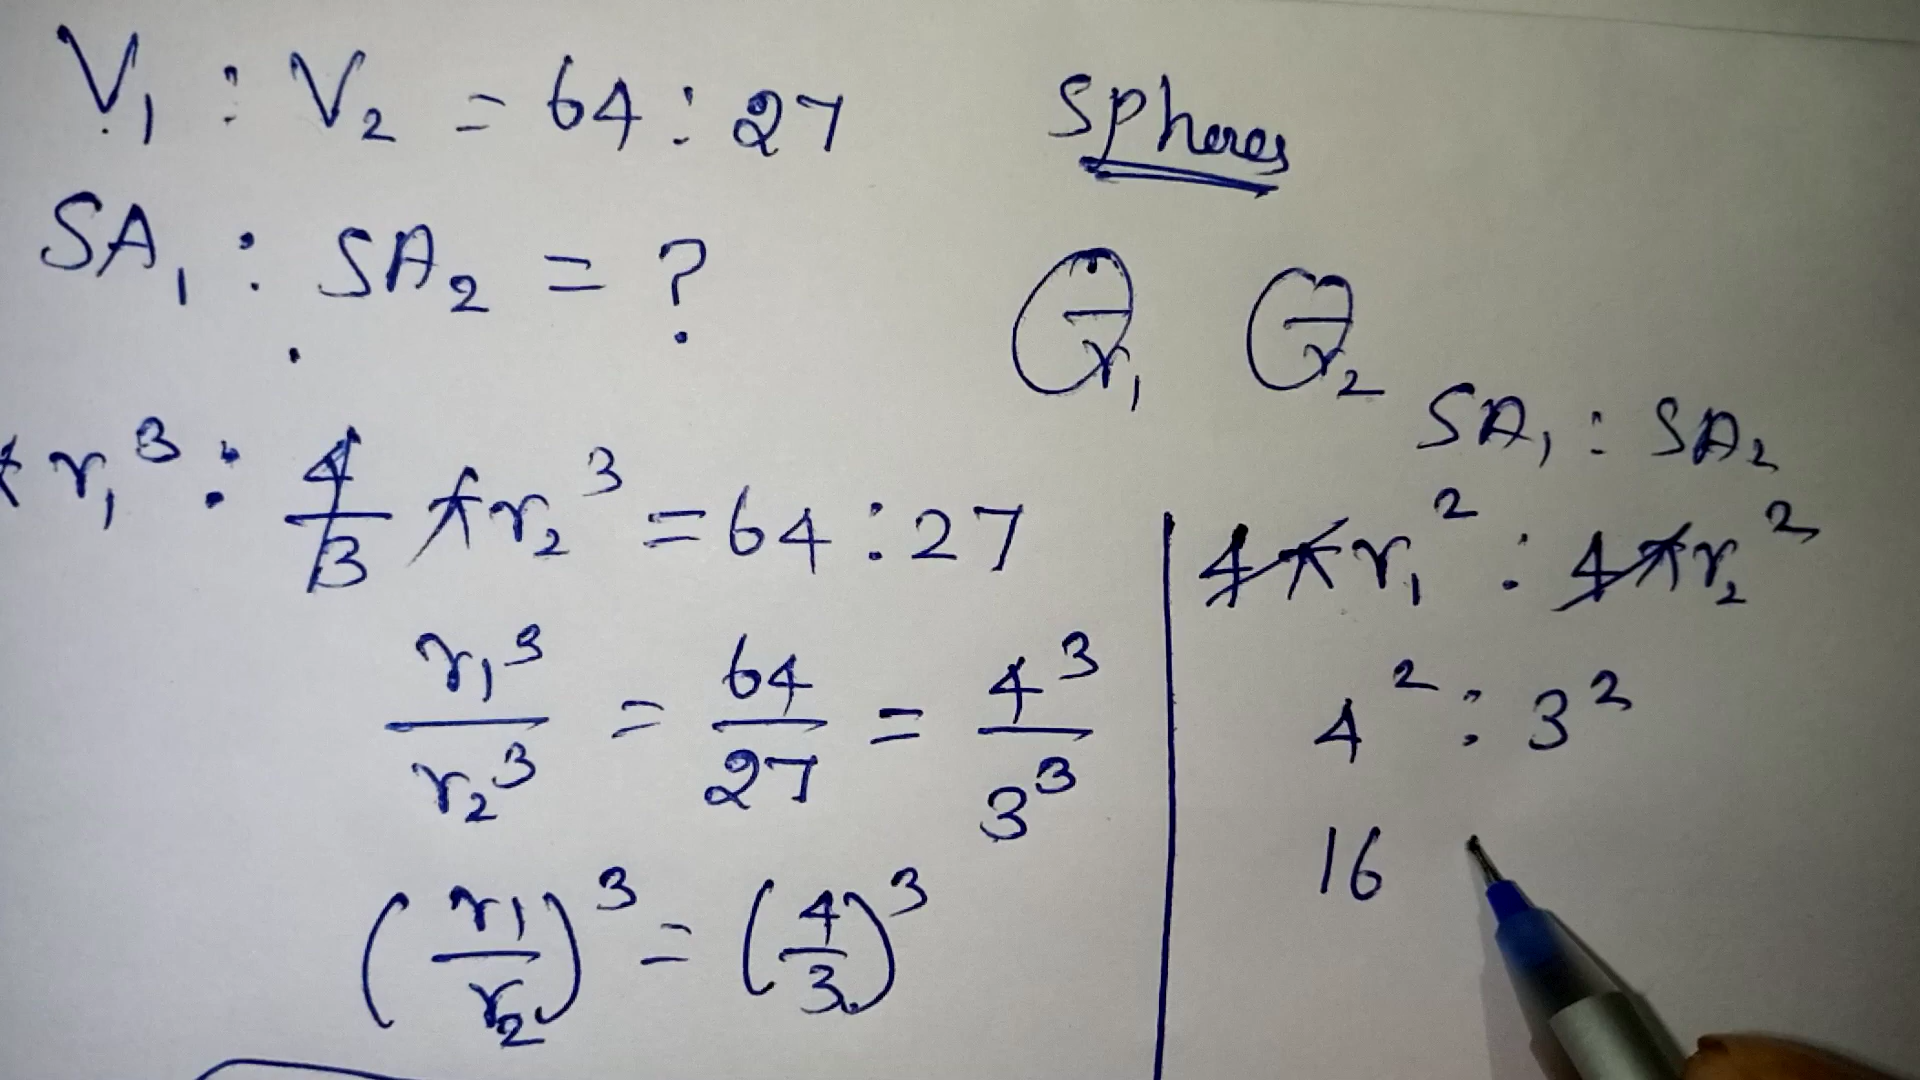 V₁ : V₂ = 64 : 27
Spheres
SA₁ : SA₂ = ?
r₁ r₂
SA₁ : SA₂
πr₁³ : 4/3 πr₂³ = 64 : 27
4πr₁² : 4πr₂²
r₁³/r₂³ = 64/27 = 4³/3³
4² : 3²
(r₁/r₂)³ = (4/3)³
16